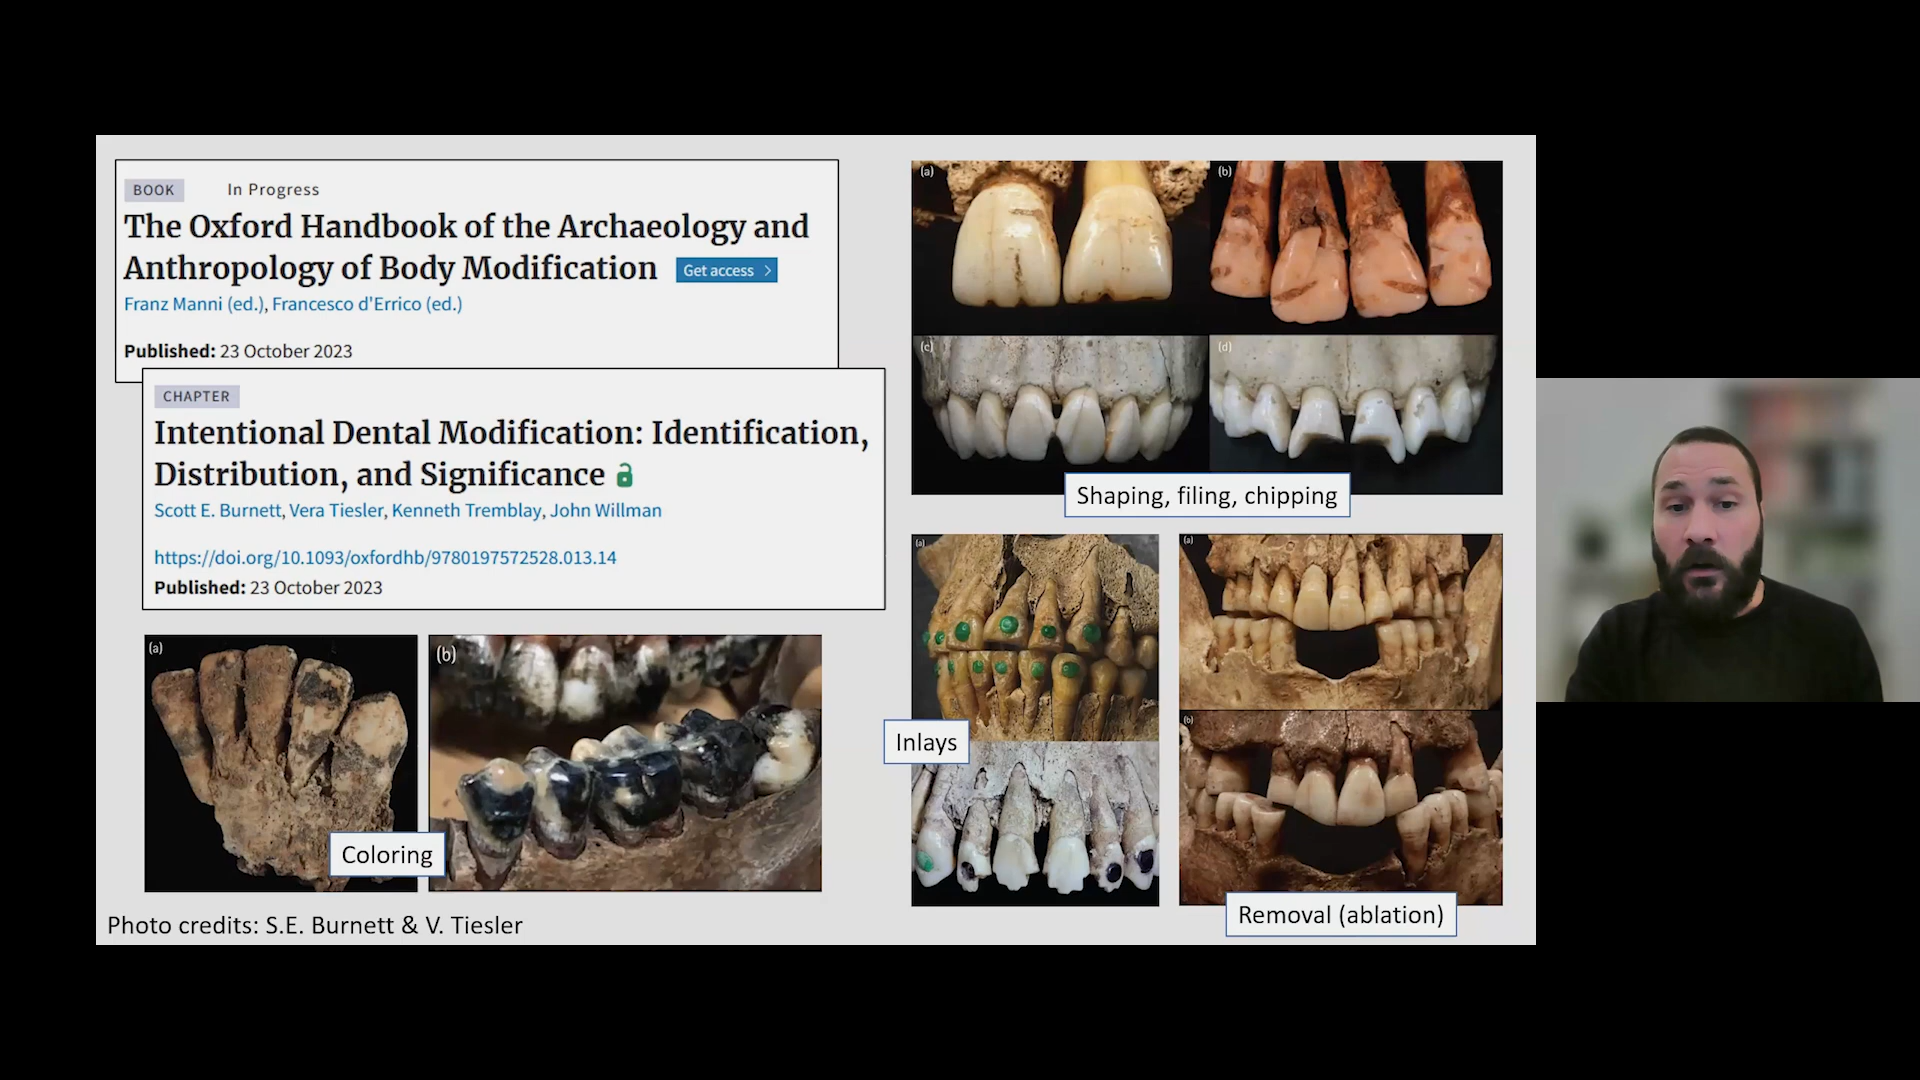 BOOK In Progress
The Oxford Handbook of the Archaeology and
Anthropology of Body Modification Get access >
Franz Manni (ed.), Francesco d'Errico (ed.)
Published: 23 October 2023
CHAPTER
Intentional Dental Modification: Identification,
Distribution, and Significance
Scott E. Burnett, Vera Tiesler, Kenneth Tremblay, John Willman
https://doi.org/10.1093/oxfordhb/9780197572528.013.14
Published: 23 October 2023
(a)
(b)
Coloring
Photo credits: S.E. Burnett & V. Tiesler
(a)
(b)
(c)
(d)
Shaping, filing, chipping
(a)
Inlays
(a)
(b)
Removal (ablation)